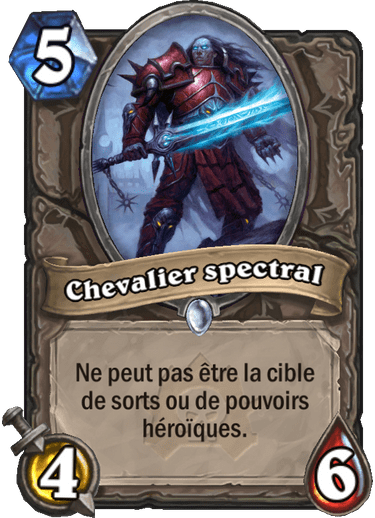 5
Chevalier spectral
Ne peut pas être la cible
de sorts ou de pouvoirs
héroïques.
4
6